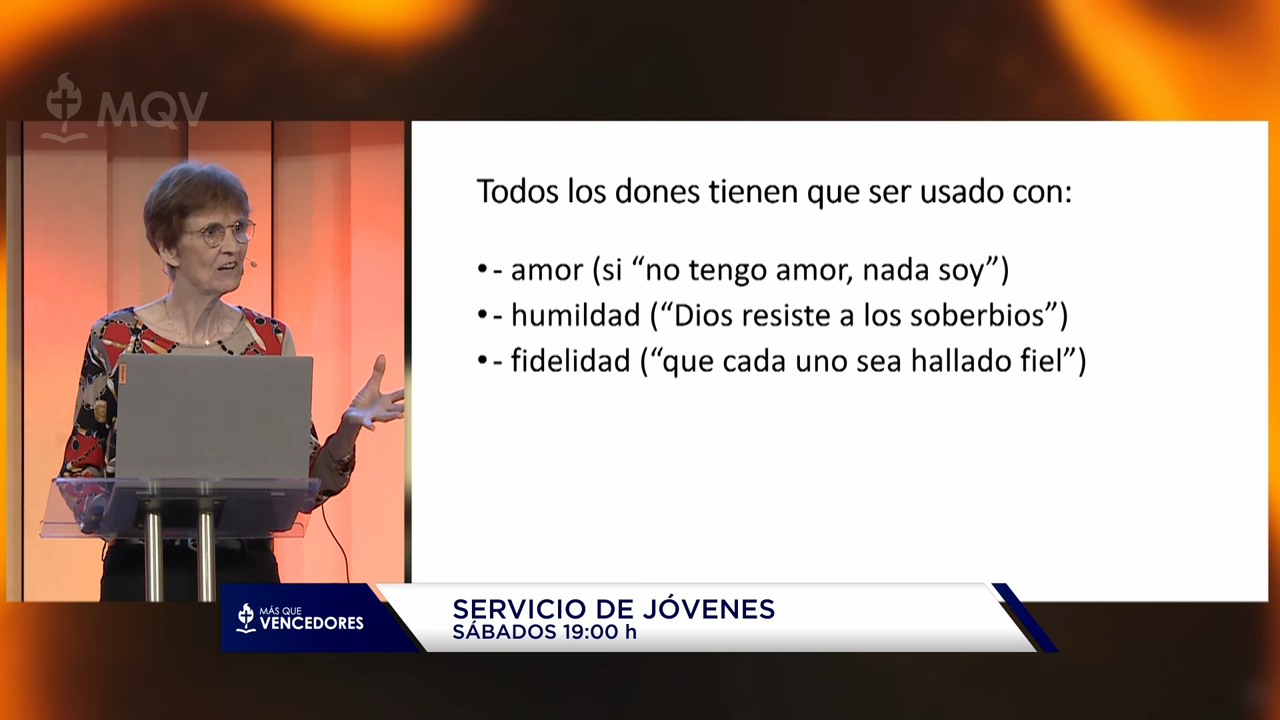 MQV
Todos los dones tienen que ser usado con:
• - amor (si “no tengo amor, nada soy”)
• - humildad (“Dios resiste a los soberbios”)
• - fidelidad (“que cada uno sea hallado fiel”)
MÁS QUE
VENCEDORES
SERVICIO DE JÓVENES
SÁBADOS 19:00 h